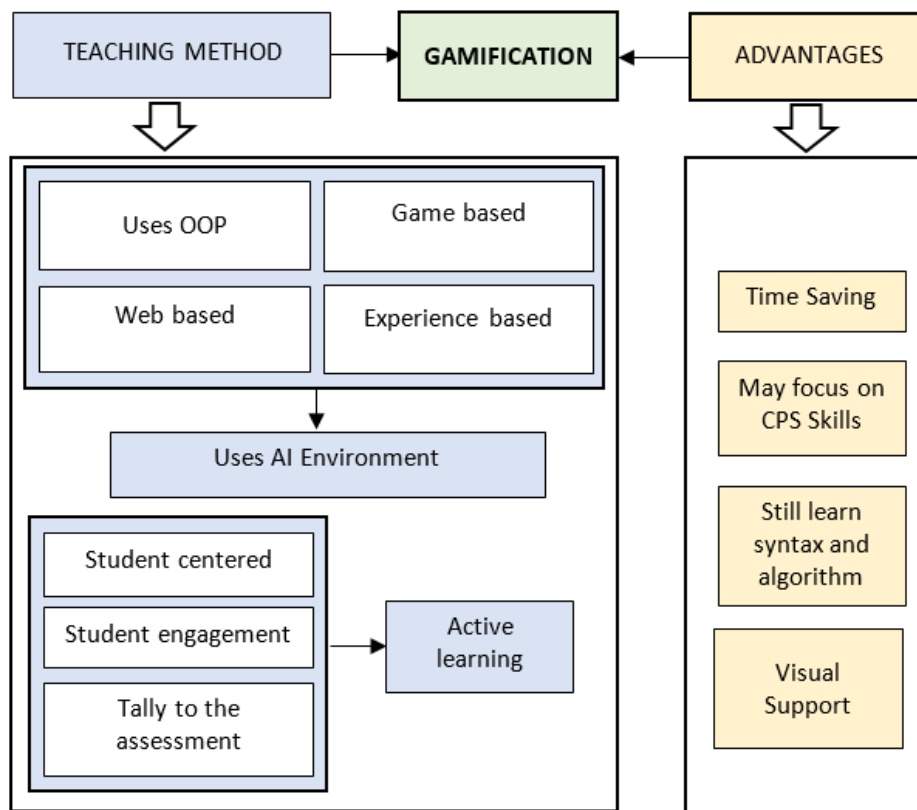 TEACHING METHOD
GAMIFICATION
ADVANTAGES
Uses OOP
Game based
Web based
Experience based
Uses AI Environment
Student centered
Student engagement
Tally to the
assessment
Active
learning
Time Saving
May focus on
CPS Skills
Still learn
syntax and
algorithm
Visual
Support